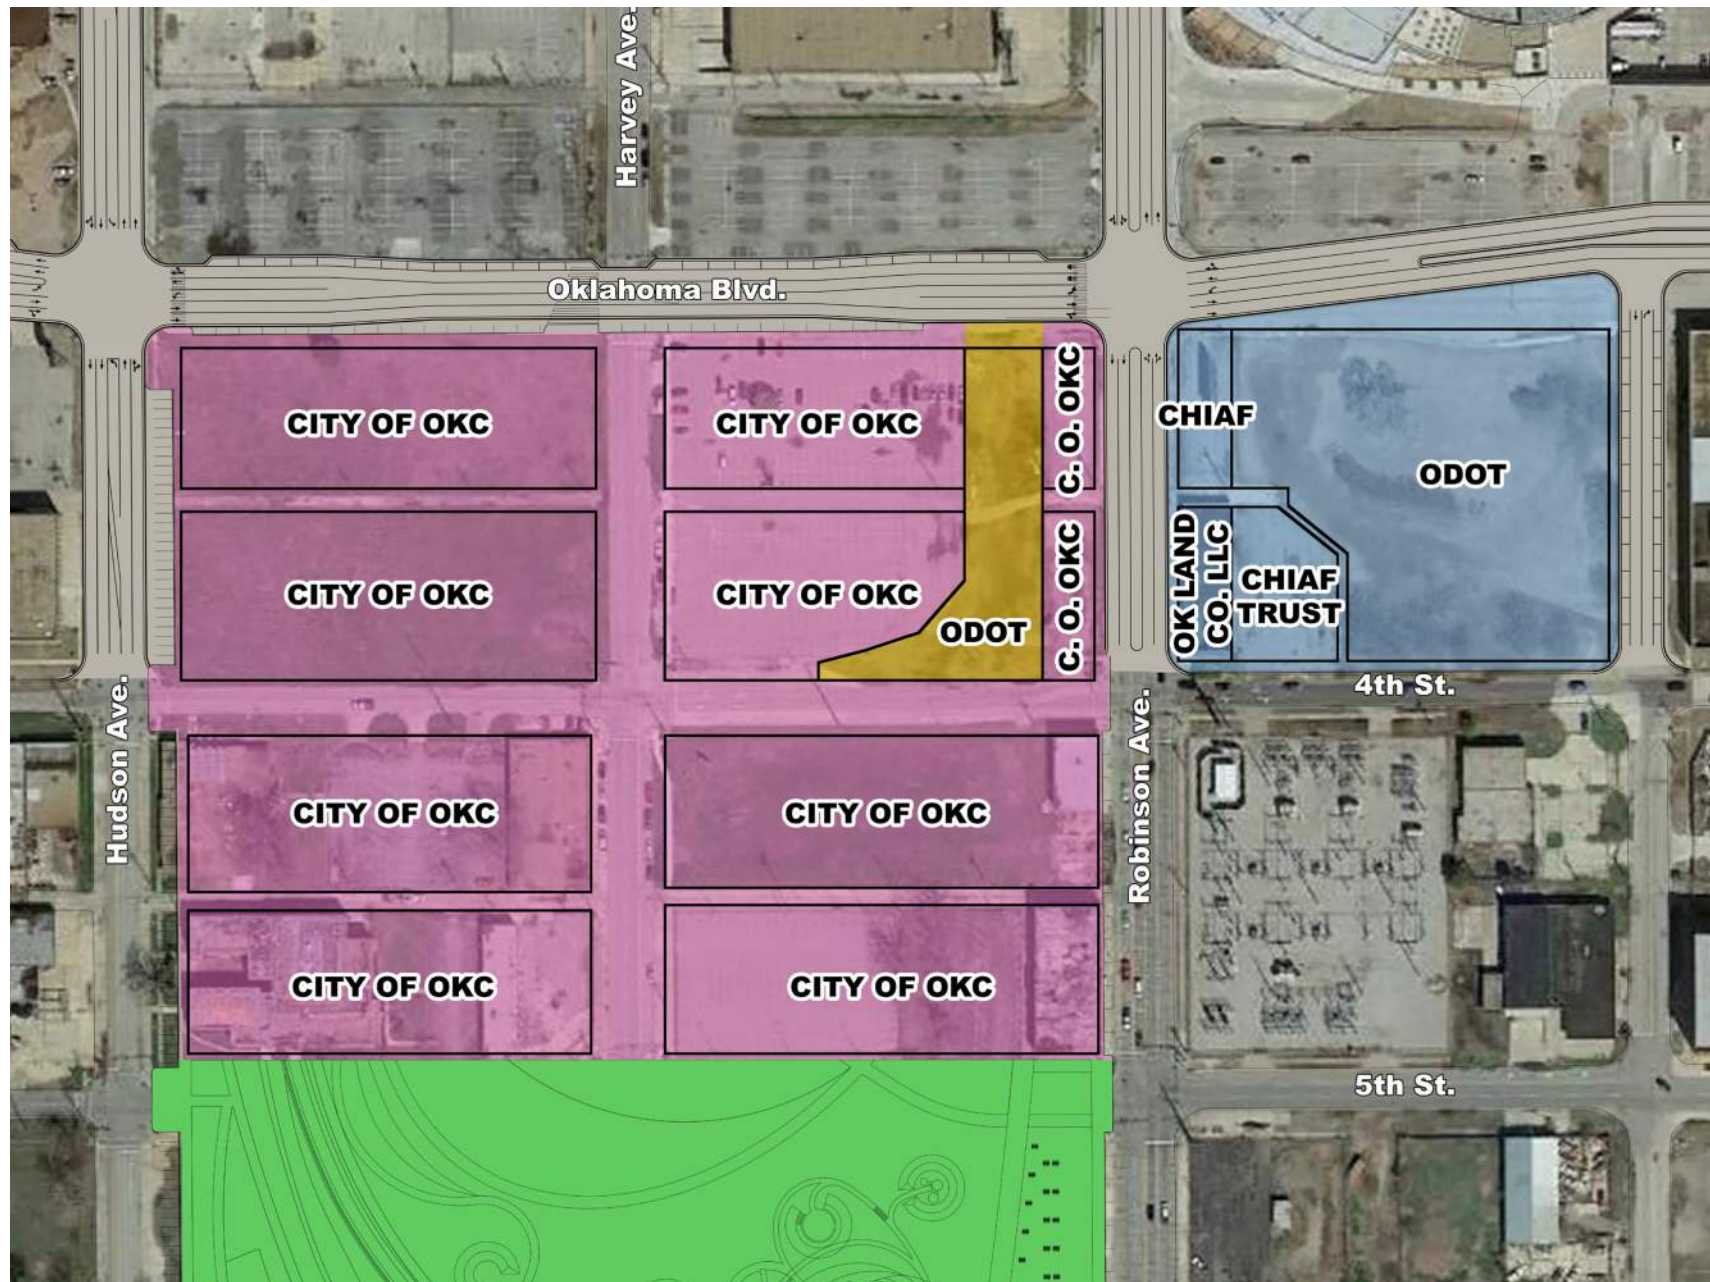 Harvey Ave.
Oklahoma Blvd.
CITY OF OKC
CITY OF OKC
C. O. OKC
CHIAF
ODOT
CITY OF OKC
CITY OF OKC
ODOT
C. O. OKC
OK LAND
CO. LLC
CHIAF
TRUST
4th St.
Hudson Ave.
CITY OF OKC
CITY OF OKC
Robinson Ave.
CITY OF OKC
CITY OF OKC
5th St.